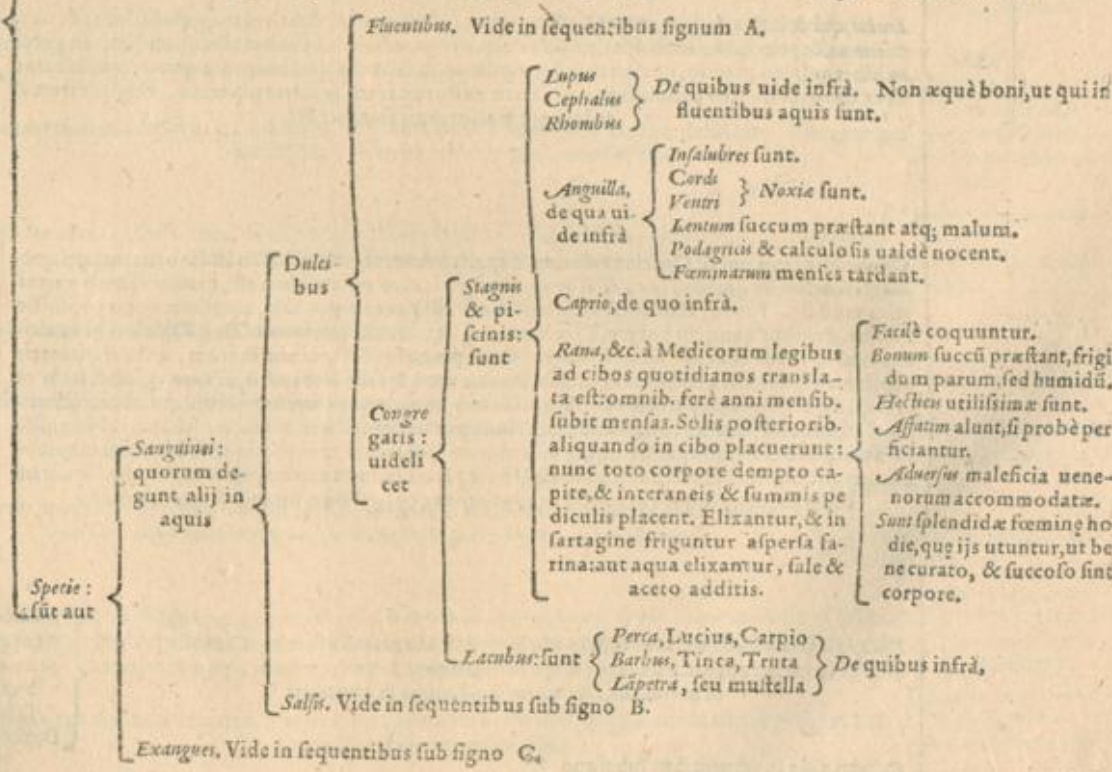 Fluentibus. Vide in sequentibus signum A.
Lupus
Cephalus
Rhombus
De quibus uide infrà. Non æquè boni, ut qui in
fluentibus aquis sunt.
Anguilla,
de qua ui-
de infrà
Insalubres sunt.
Cordi
Ventri
Noxiæ sunt.
Lentum succum præstant atq; malum.
Podagricis & calculosis ualdè nocent.
Fœminarum menses tardant.
Dulci
bus
Stagnis
& pi-
scinis:
sunt
Caprio, de quo infrà.
Rana, &c. à Medicorum legibus
ad cibos quotidianos transla-
ta est: omnib. ferè anni mensib.
subit mensas. Solis posteriorib.
aliquando in cibo placuerunt:
nunc toto corpore dempto ca-
pite, & interaneis & summis pe
diculis placent. Elixantur, & in
sartagine friguntur aspersa fa-
rina: aut aqua elixantur, sale &
aceto additis.
Facilè coquuntur.
Bonum succũ præstant, frigi
dum parum, sed humidũ.
Hecticis utilissimæ sunt.
Affatim alunt, si probè per
ficiantur.
Aduersus maleficia uene-
norum accommodatæ.
Sunt splendidæ fœminę ho
die, quę ijs utuntur, ut be
ne curato, & succoso sint
corpore.
Congre
gatis:
uideli
cet
Sanguinei:
quorum de-
gunt alij in
aquis
Specie:
sũt aut
Lacubus: sunt
Perca, Lucius, Carpio
Barbus, Tinca, Truta
Lãpetra, seu mustella
De quibus infrà,
Salsis. Vide in sequentibus sub signo B.
Exangues. Vide in sequentibus sub signo C.